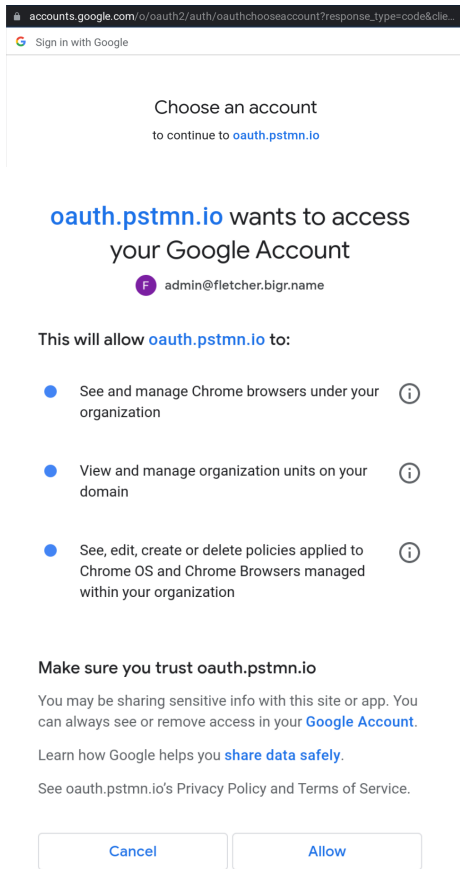 accounts.google.com/o/oauth2/auth/oauthchooseaccount?response_type=code&clie...
Sign in with Google
Choose an account
to continue to oauth.pstmn.io
oauth.pstmn.io wants to access
your Google Account
F admin@fletcher.bigr.name
This will allow oauth.pstmn.io to:
See and manage Chrome browsers under your
organization
View and manage organization units on your
domain
See, edit, create or delete policies applied to
Chrome OS and Chrome Browsers managed
within your organization
Make sure you trust oauth.pstmn.io
You may be sharing sensitive info with this site or app. You
can always see or remove access in your Google Account.
Learn how Google helps you share data safely.
See oauth.pstmn.io's Privacy Policy and Terms of Service.
Cancel Allow